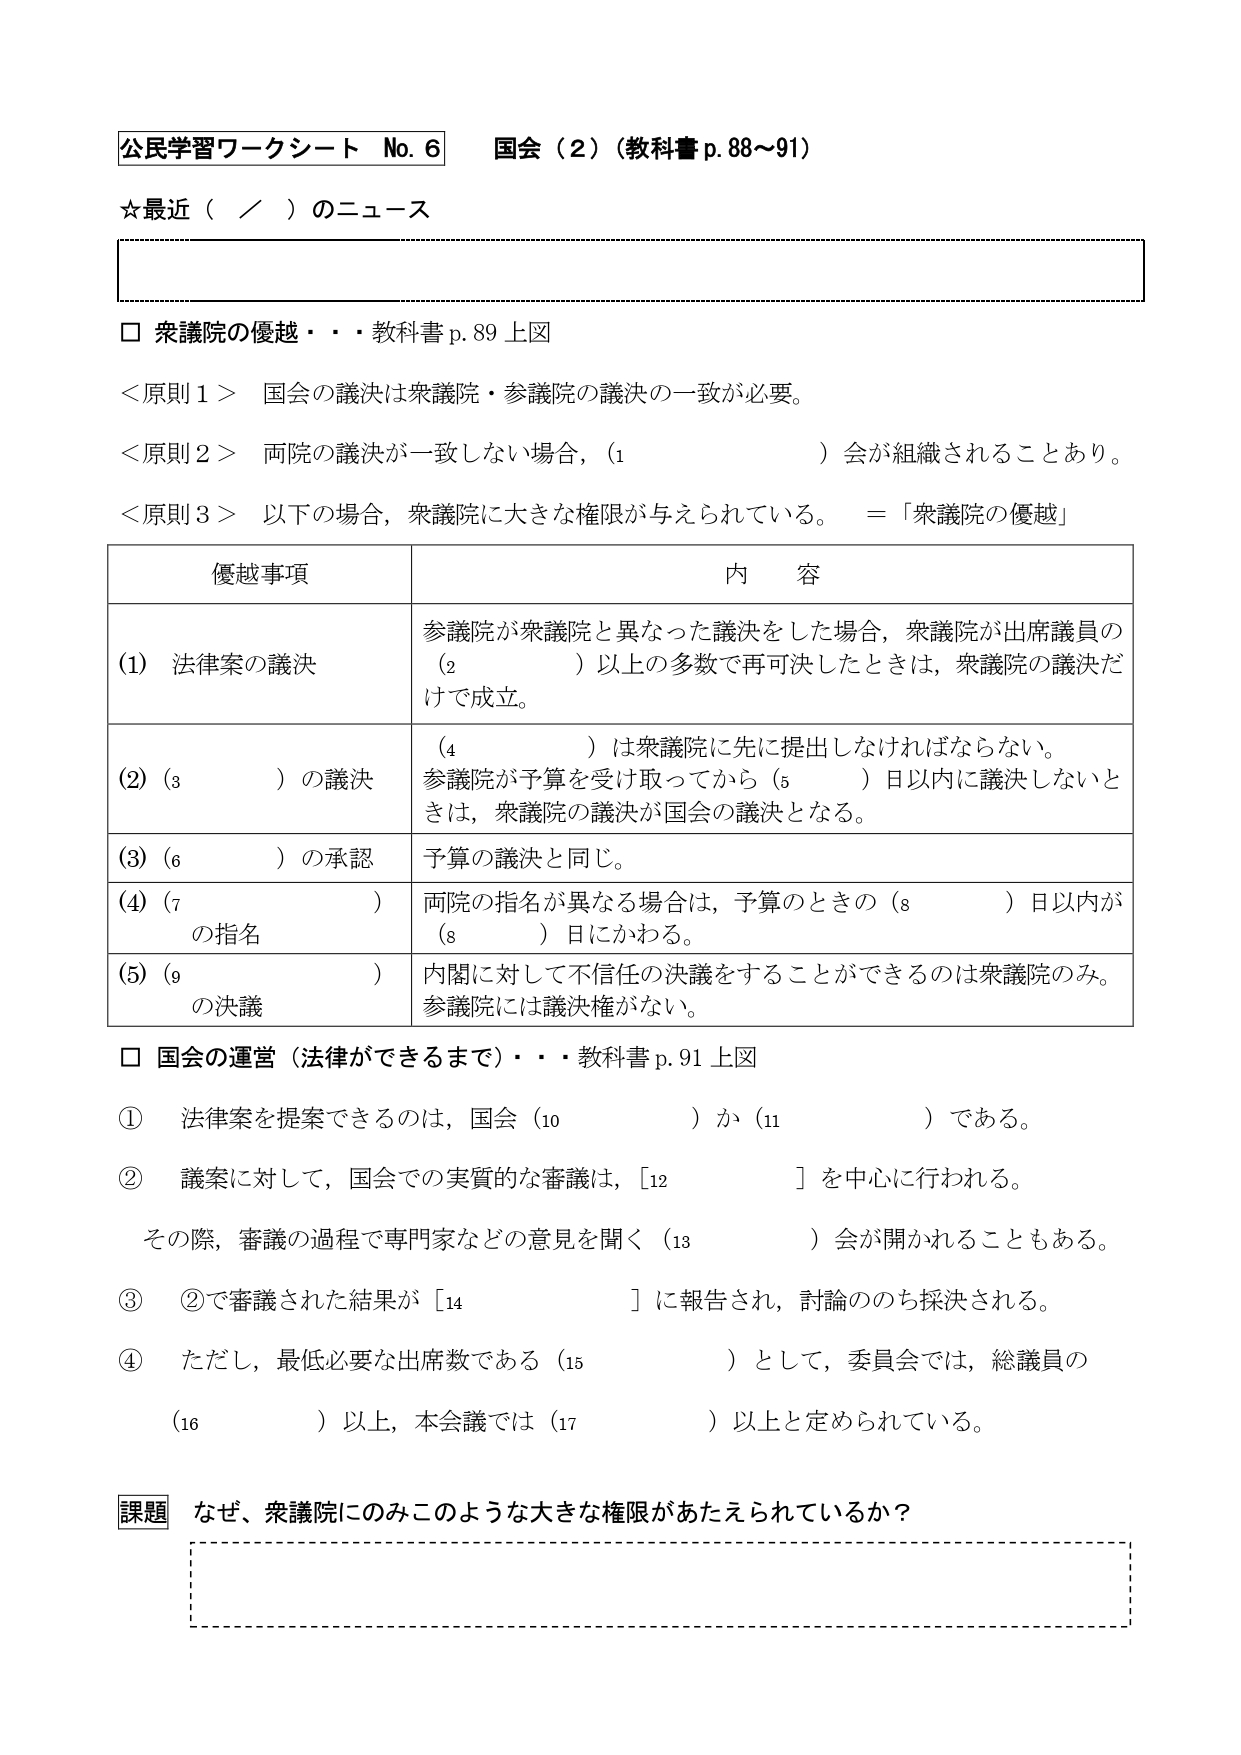 公民学習ワークシート　No.６　　国会（２）（教科書p.88～91）
☆最近（　／　）のニュース
□ 衆議院の優越・・・教科書p.89上図
＜原則１＞　国会の議決は衆議院・参議院の議決の一致が必要。
＜原則２＞　両院の議決が一致しない場合，（1　　　　　　　　）会が組織されることあり。
＜原則３＞　以下の場合，衆議院に大きな権限が与えられている。　＝「衆議院の優越」
優越事項　　内　　容
(1)　法律案の議決
参議院が衆議院と異なった議決をした場合，衆議院が出席議員の
（2　　　　　）以上の多数で再可決したときは，衆議院の議決だ
けで成立。
(2)（3　　　　）の議決
（4　　　　　）は衆議院に先に提出しなければならない。
参議院が予算を受け取ってから（5　　　）日以内に議決しないと
きは，衆議院の議決が国会の議決となる。
(3)（6　　　　）の承認
予算の議決と同じ。
(4)（7　　　　　　　　）
の指名
両院の指名が異なる場合は，予算のときの（8　　　　）日以内が
（8　　　）日にかわる。
(5)（9　　　　　　　　）
の決議
内閣に対して不信任の決議をすることができるのは衆議院のみ。
参議院には議決権がない。
□ 国会の運営（法律ができるまで）・・・教科書p.91上図
①　法律案を提案できるのは，国会（10　　　　　）か（11　　　　　　）である。
②　議案に対して，国会での実質的な審議は，［12　　　　　］を中心に行われる。
その際，審議の過程で専門家などの意見を聞く（13　　　　　）会が開かれることもある。
③　②で審議された結果が［14　　　　　　　］に報告され，討論ののち採決される。
④　ただし，最低必要な出席数である（15　　　　　　）として，委員会では，総議員の
（16　　　　　）以上，本会議では（17　　　　　）以上と定められている。
課題　なぜ、衆議院にのみこのような大きな権限があたえられているか？